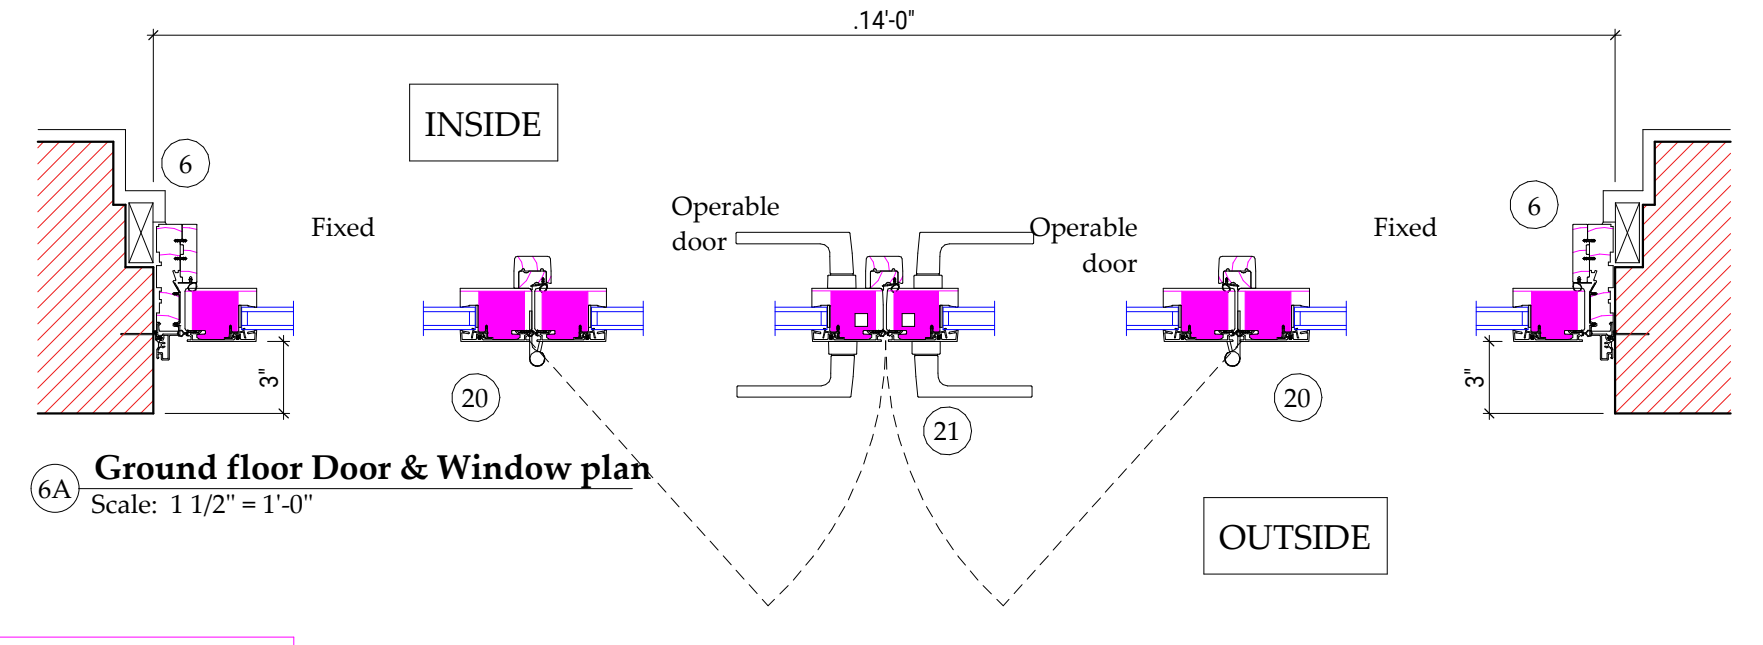 .14'-0"
INSIDE
6
6
Operable
door
Operable
door
Fixed
Fixed
3"
3"
20
20
21
6A
Ground floor Door & Window plan
Scale: 1 1/2" = 1'-0"
OUTSIDE